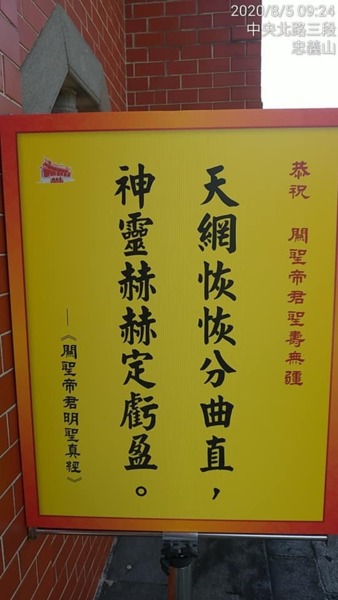 2020/8/5 09:24
中央北路三段
忠義山
恭祝　關聖帝君聖壽無疆
天網恢恢分曲直，
神靈赫赫定虧盈。
—《關聖帝君明聖真經》